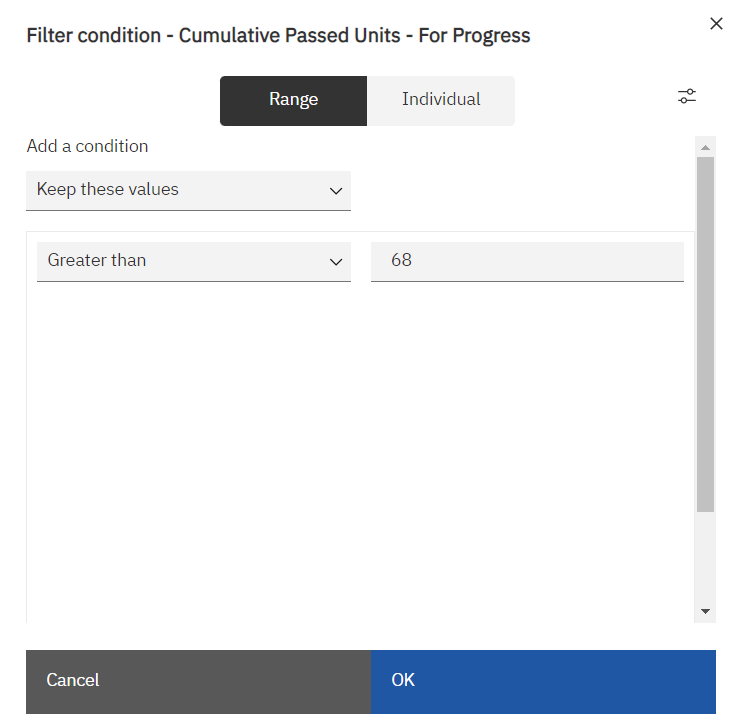 Filter condition - Cumulative Passed Units - For Progress
Range
Individual
Add a condition
Keep these values
Greater than
68
Cancel
OK